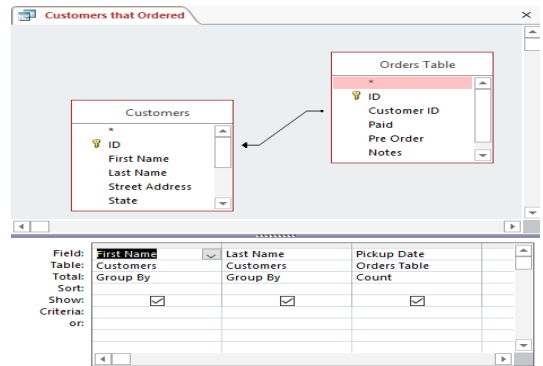 Customers that Ordered
Orders Table
*
ID
Customer ID
Paid
Pre Order
Notes
Customers
*
ID
First Name
Last Name
Street Address
State
Field: First Name Last Name Pickup Date
Table: Customers Customers Orders Table
Total: Group By Group By Count
Sort:
Show:
Criteria:
or: